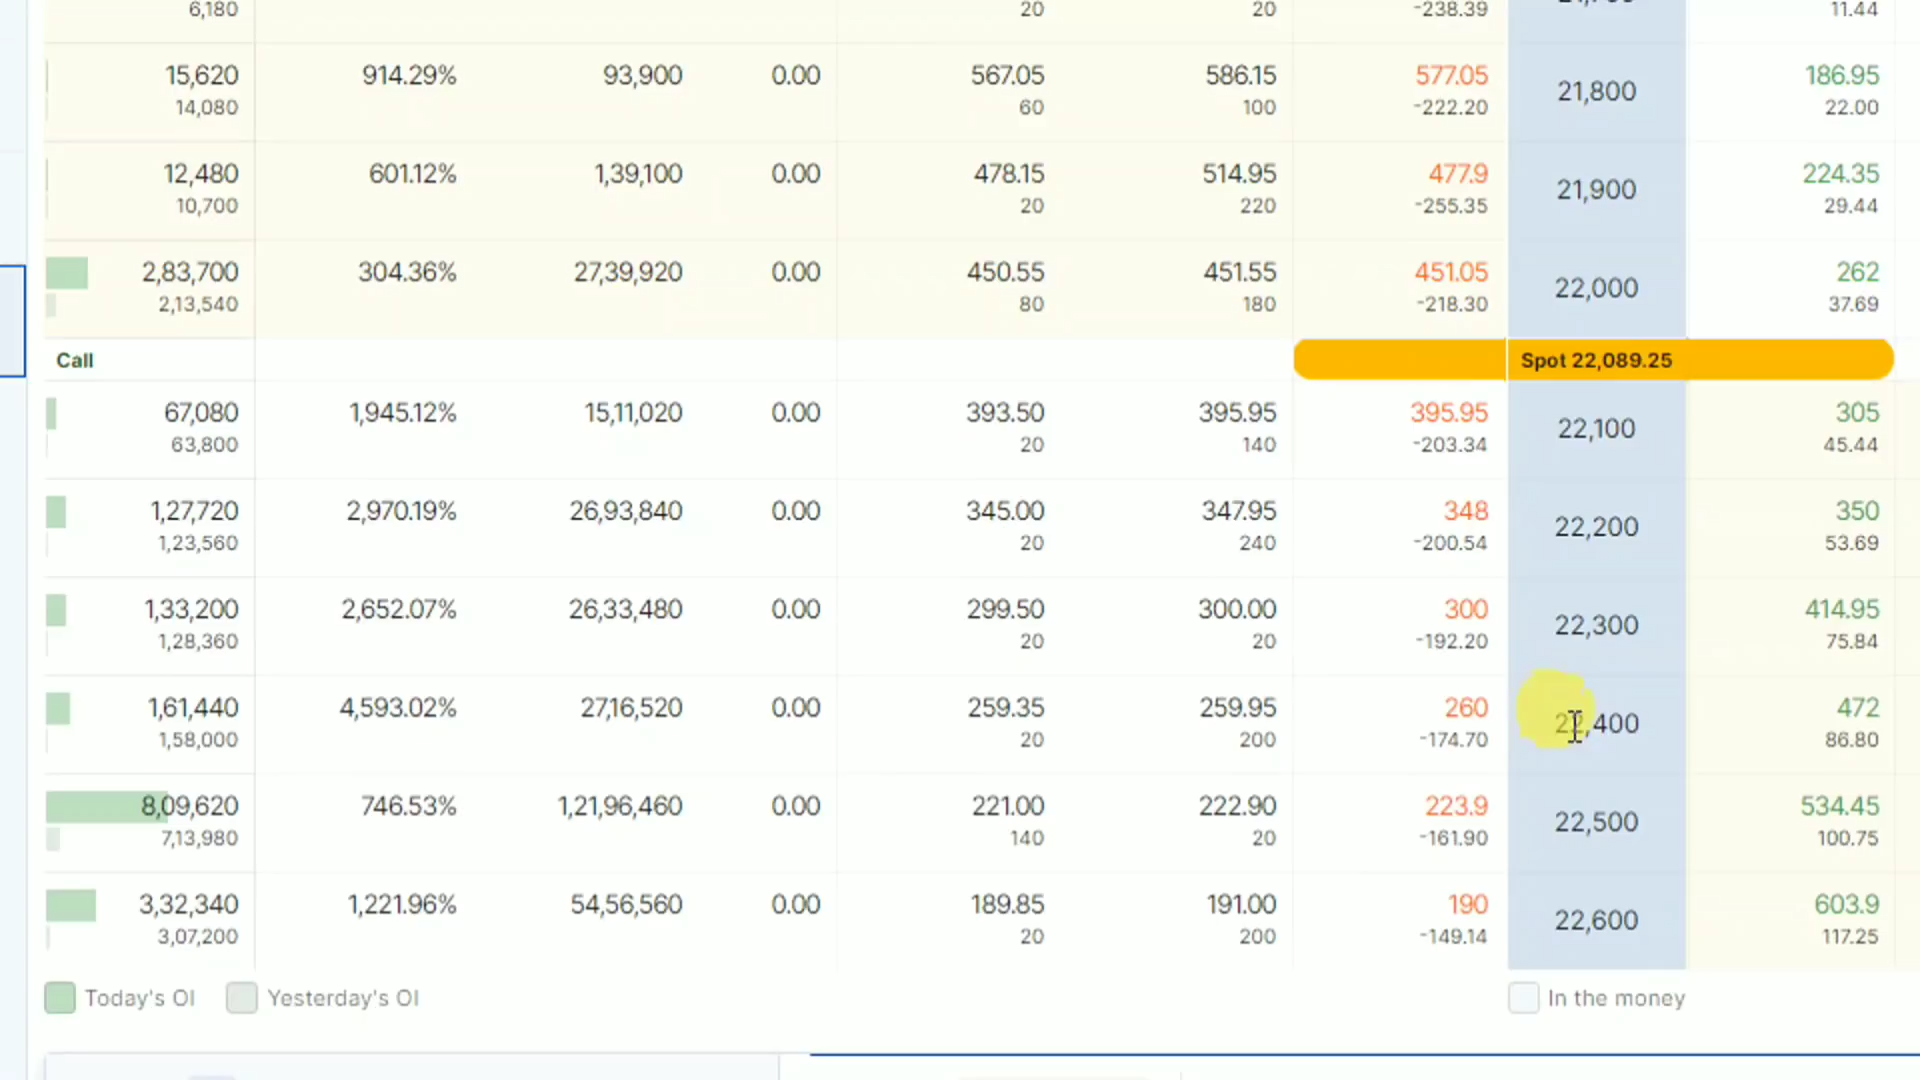 6,180 20 20 -238.39 11.44
15,620 914.29% 93,900 0.00 567.05 586.15 577.05 21,800 186.95
14,080 60 100 -222.20 22.00
12,480 601.12% 1,39,100 0.00 478.15 514.95 477.9 21,900 224.35
10,700 20 220 -255.35 29.44
2,83,700 304.36% 27,39,920 0.00 450.55 451.55 451.05 22,000 262
2,13,540 80 180 -218.30 37.69
Call Spot 22,089.25
67,080 1,945.12% 15,11,020 0.00 393.50 395.95 395.95 22,100 305
63,800 20 140 -203.34 45.44
1,27,720 2,970.19% 26,93,840 0.00 345.00 347.95 348 22,200 350
1,23,560 20 240 -200.54 53.69
1,33,200 2,652.07% 26,33,480 0.00 299.50 300.00 300 22,300 414.95
1,28,360 20 20 -192.20 75.84
1,61,440 4,593.02% 27,16,520 0.00 259.35 259.95 260 22,400 472
1,58,000 20 200 -174.70 86.80
8,09,620 746.53% 1,21,96,460 0.00 221.00 222.90 223.9 22,500 534.45
7,13,980 140 20 -161.90 100.75
3,32,340 1,221.96% 54,56,560 0.00 189.85 191.00 190 22,600 603.9
3,07,200 20 200 -149.14 117.25
Today's OI Yesterday's OI In the money